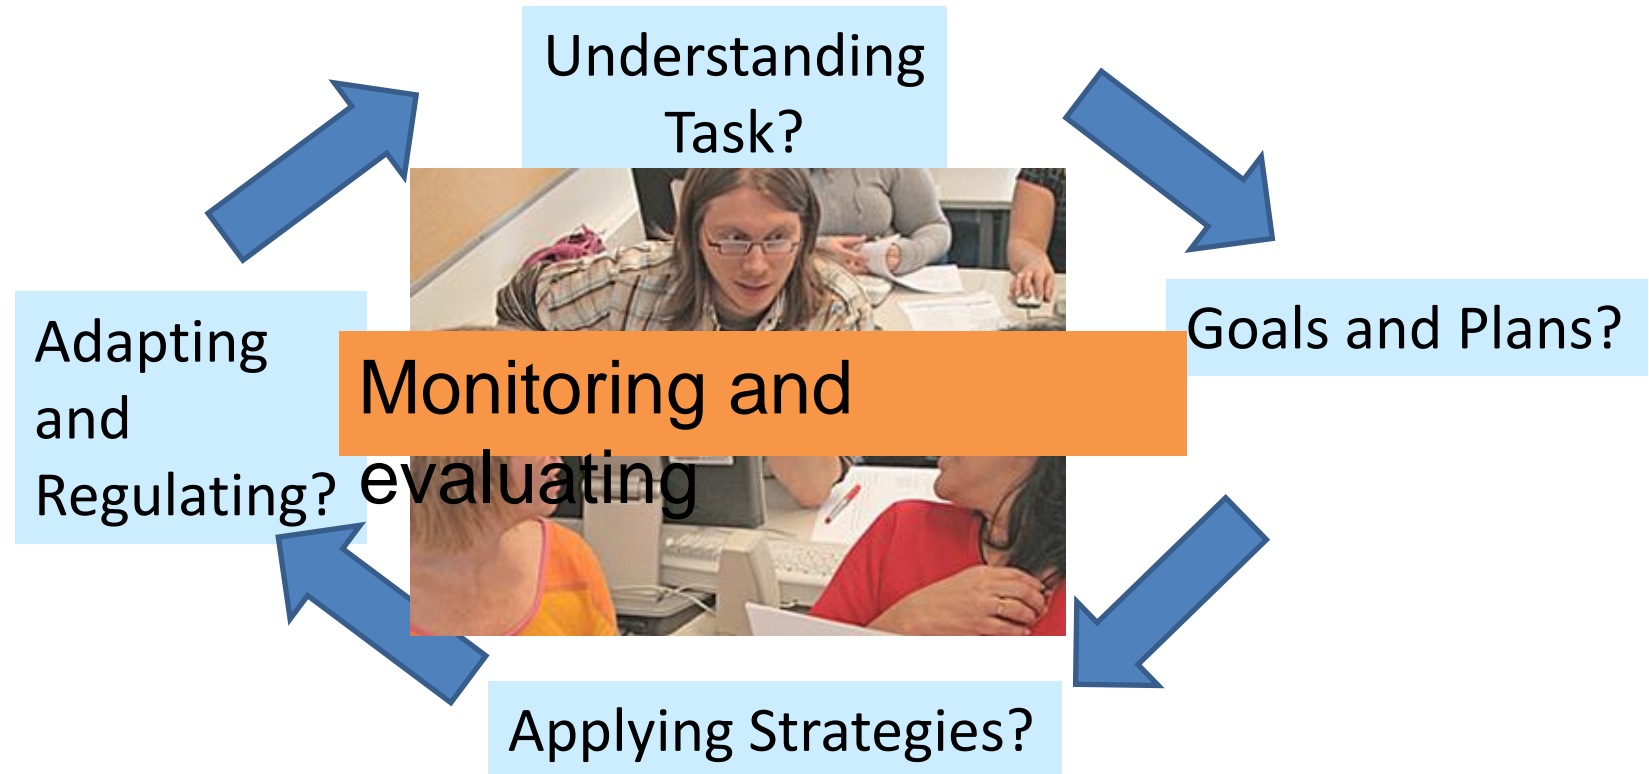 Understanding
Task?
Goals and Plans?
Adapting
and
Regulating?
Monitoring and
evaluating
Applying Strategies?